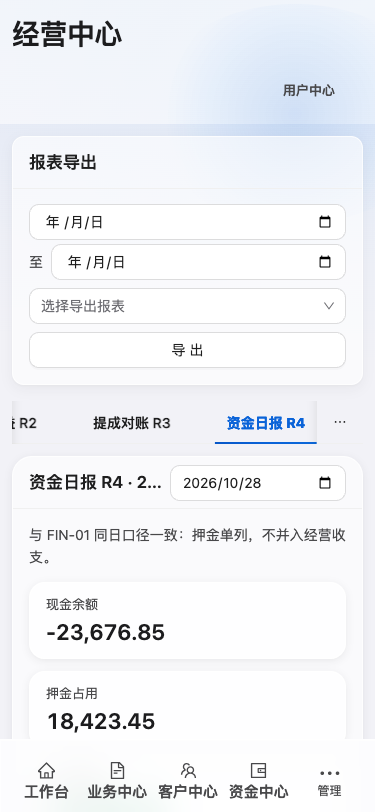 经营中心
用户中心
报表导出
年 /月/日
至
年 /月/日
选择导出报表
导 出
R2
提成对账 R3
资金日报 R4
···
资金日报 R4 · 2...
2026/10/28
与 FIN-01 同日口径一致：押金单列，不并入经营收
支。
现金余额
-23,676.85
押金占用
18,423.45
工作台
业务中心
客户中心
资金中心
管理